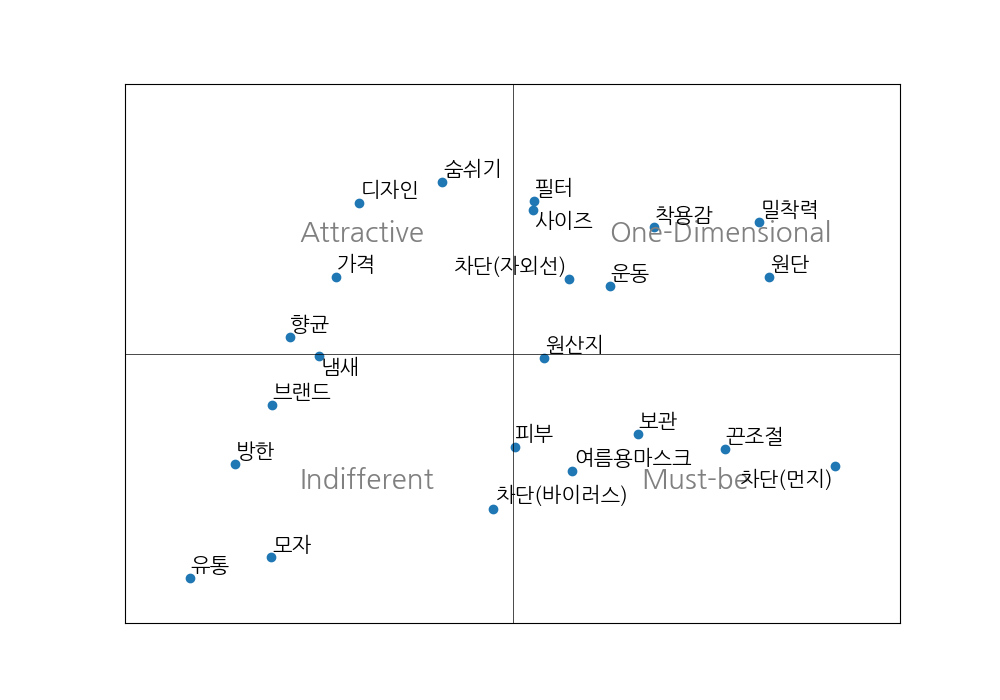 숨쉬기
디자인
필터
사이즈
착용감
밀착력
Attractive
One-Dimensional
가격
차단(자외선)
운동
원단
향균
원산지
냄새
브랜드
보관
피부
끈조절
방한
여름용마스크
Indifferent
Must-be
차단(먼지)
차단(바이러스)
모자
유통